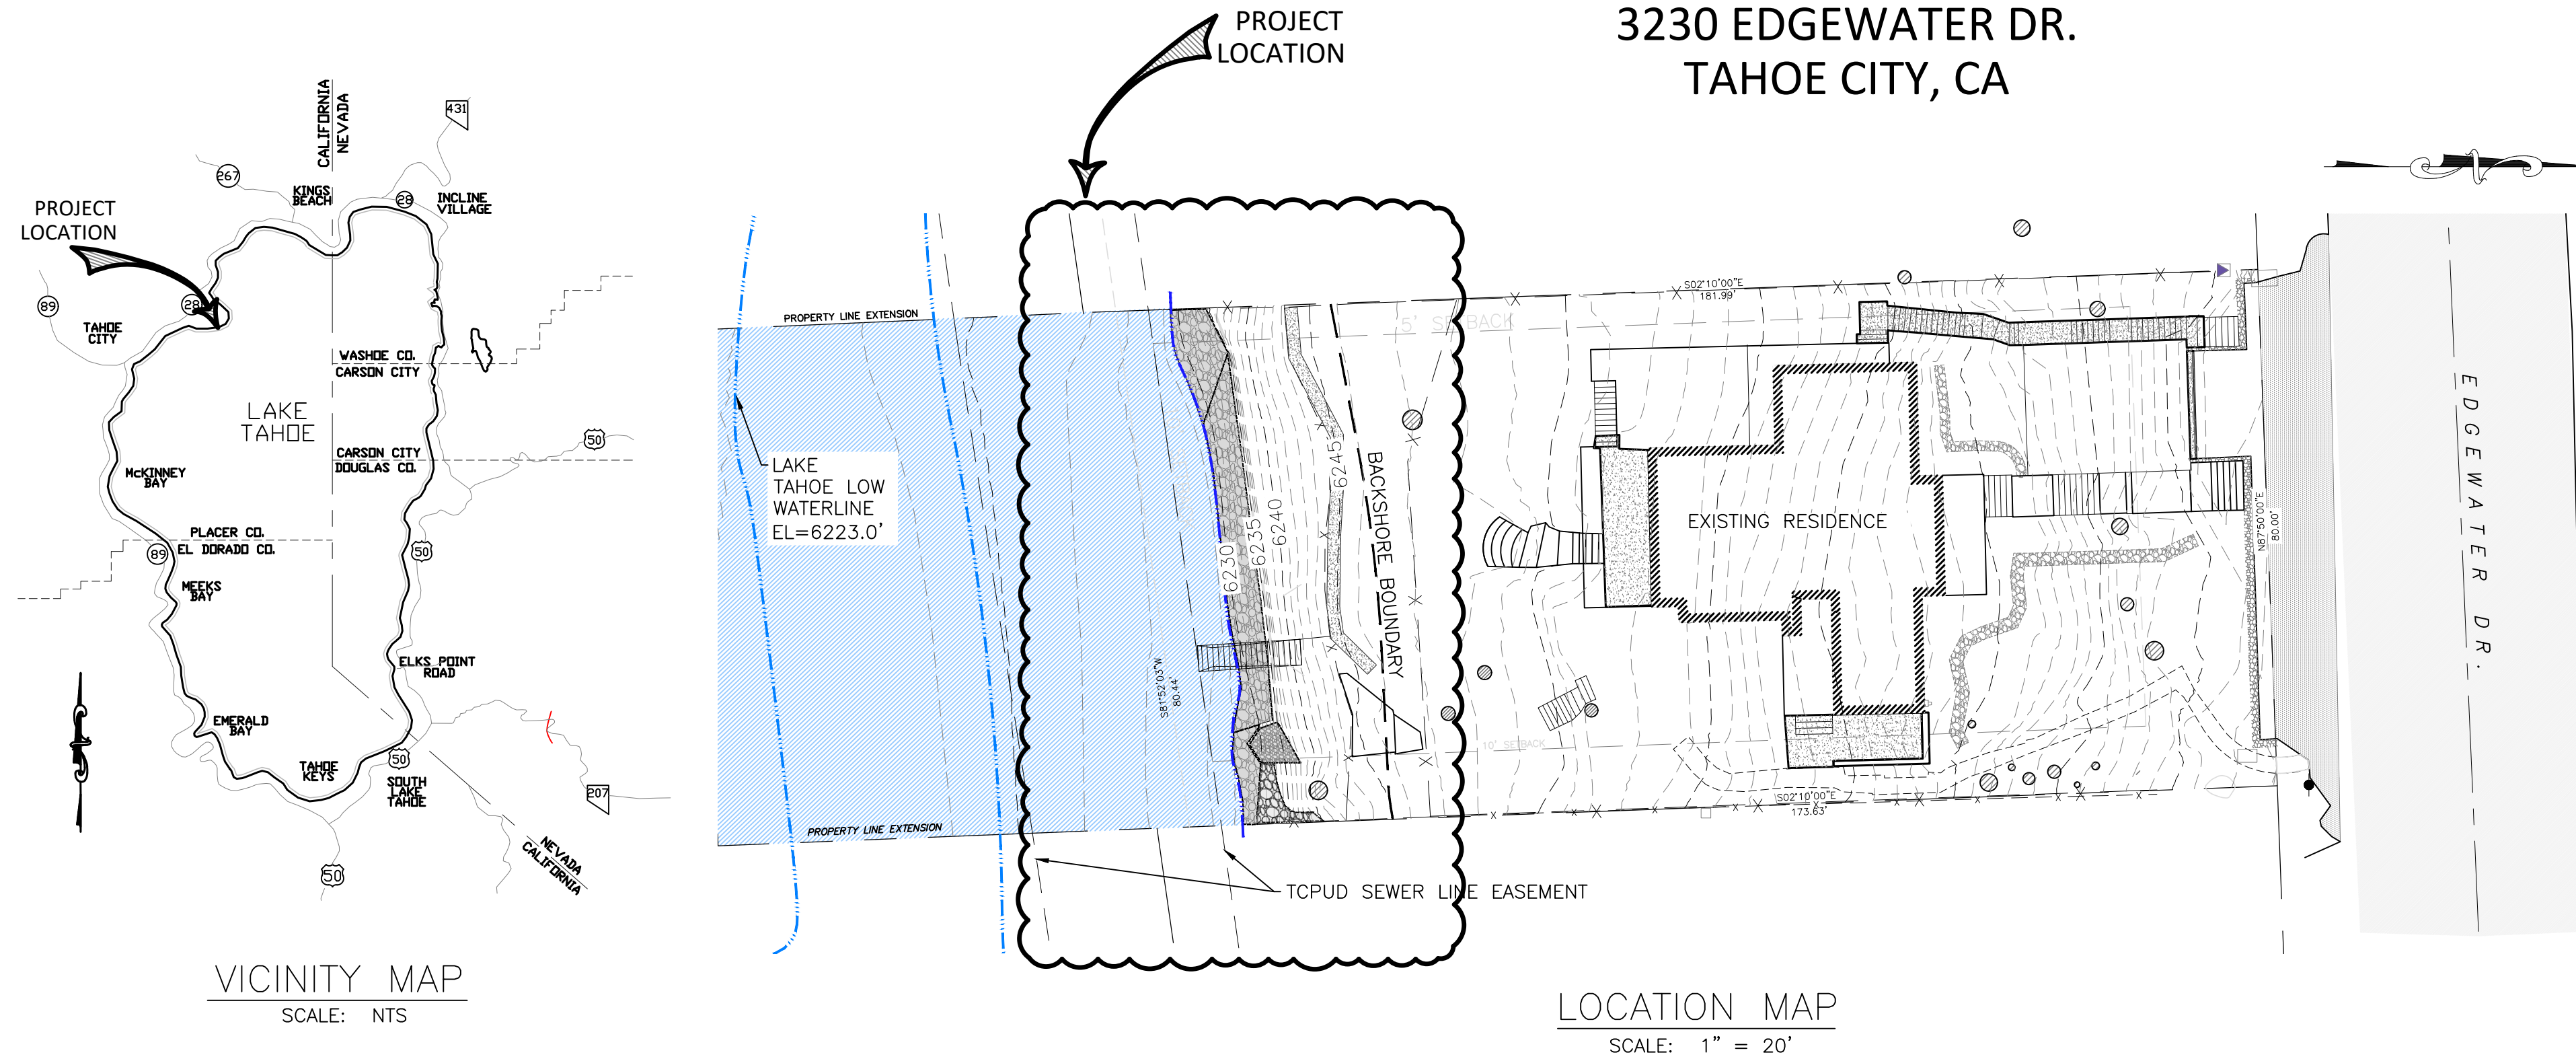 3230 EDGEWATER DR.
TAHOE CITY, CA
PROJECT
LOCATION
CALIFORNIA
NEVADA
431
267
KINGS
BEACH
28
INCLINE
VILLAGE
PROJECT
LOCATION
89
28
TAHOE
CITY
WASHOE CO.
CARSON CITY
LAKE
TAHOE
50
CARSON CITY
DOUGLAS CO.
McKINNEY
BAY
PLACER CO.
EL DORADO CO.
89
50
MEEKS
BAY
ELKS POINT
ROAD
EMERALD
BAY
TAHOE
KEYS
50
SOUTH
LAKE
TAHOE
207
NEVADA
CALIFORNIA
50
VICINITY MAP
SCALE: NTS
PROPERTY LINE EXTENSION
LAKE
TAHOE LOW
WATERLINE
EL=6223.0'
S81°52'03"W
80.44'
6230
6235
6240
6245
BACKSHORE BOUNDARY
5' SETBACK
S02°10'00"E
181.99'
EXISTING RESIDENCE
10' SETBACK
S02°10'00"E
173.63'
N87°50'00"E
80.00'
EDGEWATER DR.
PROPERTY LINE EXTENSION
TCPUD SEWER LINE EASEMENT
LOCATION MAP
SCALE: 1" = 20'